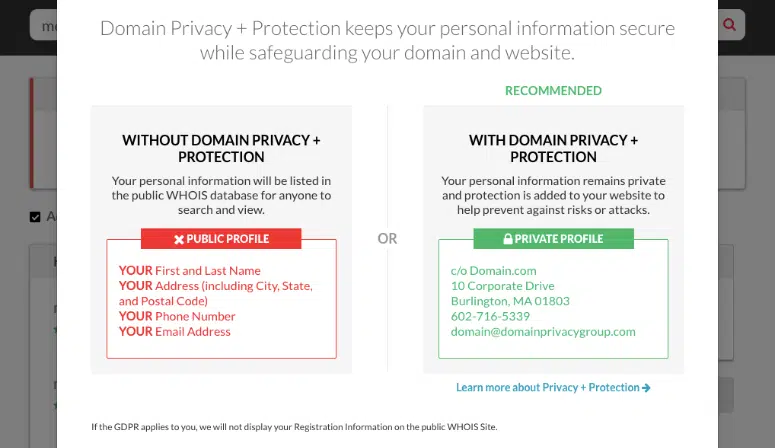 Domain Privacy + Protection keeps your personal information secure
while safeguarding your domain and website.
RECOMMENDED
WITHOUT DOMAIN PRIVACY +
PROTECTION
Your personal information will be listed in
the public WHOIS database for anyone to
search and view.
PUBLIC PROFILE
YOUR First and Last Name
YOUR Address (including City, State,
and Postal Code)
YOUR Phone Number
YOUR Email Address
OR
WITH DOMAIN PRIVACY +
PROTECTION
Your personal information remains private
and protection is added to your website to
help prevent against risks or attacks.
PRIVATE PROFILE
c/o Domain.com
10 Corporate Drive
Burlington, MA 01803
602-716-5339
domain@domainprivacygroup.com
Learn more about Privacy + Protection
If the GDPR applies to you, we will not display your Registration Information on the public WHOIS Site.